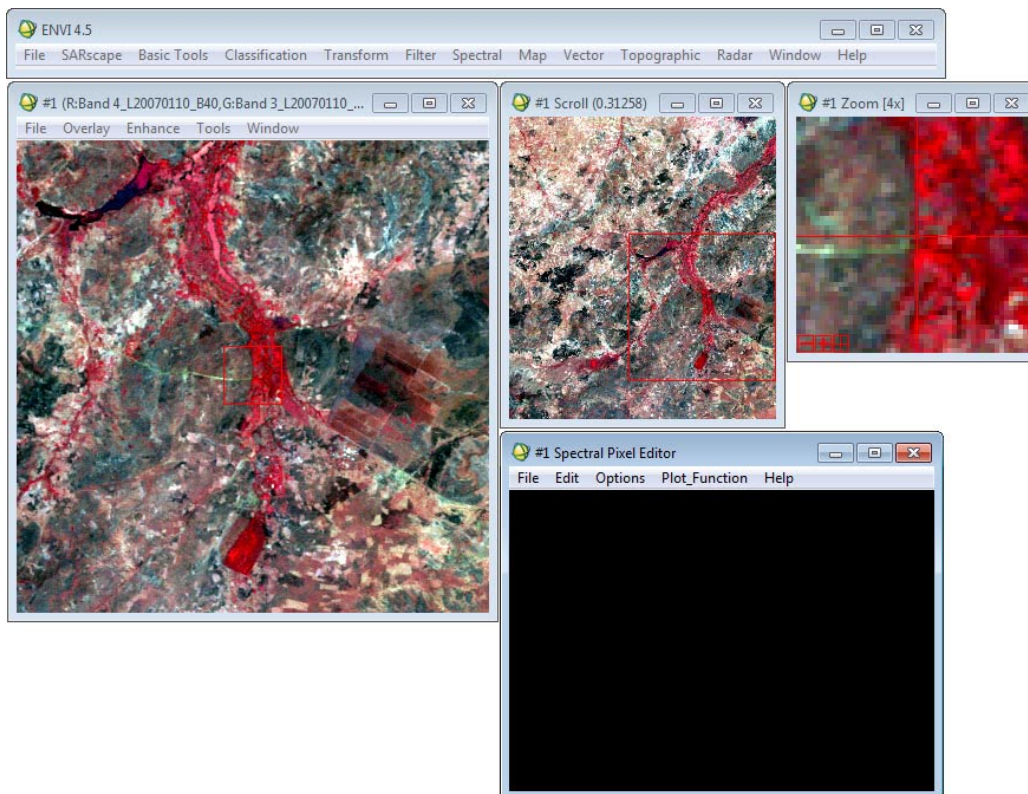 ENVI 4.5
File SARscape Basic Tools Classification Transform Filter Spectral Map Vector Topographic Radar Window Help
#1 (R:Band 4_L20070110_B40,G:Band 3_L20070110_...
File Overlay Enhance Tools Window
#1 Scroll (0.31258)
#1 Zoom [4x]
#1 Spectral Pixel Editor
File Edit Options Plot_Function Help